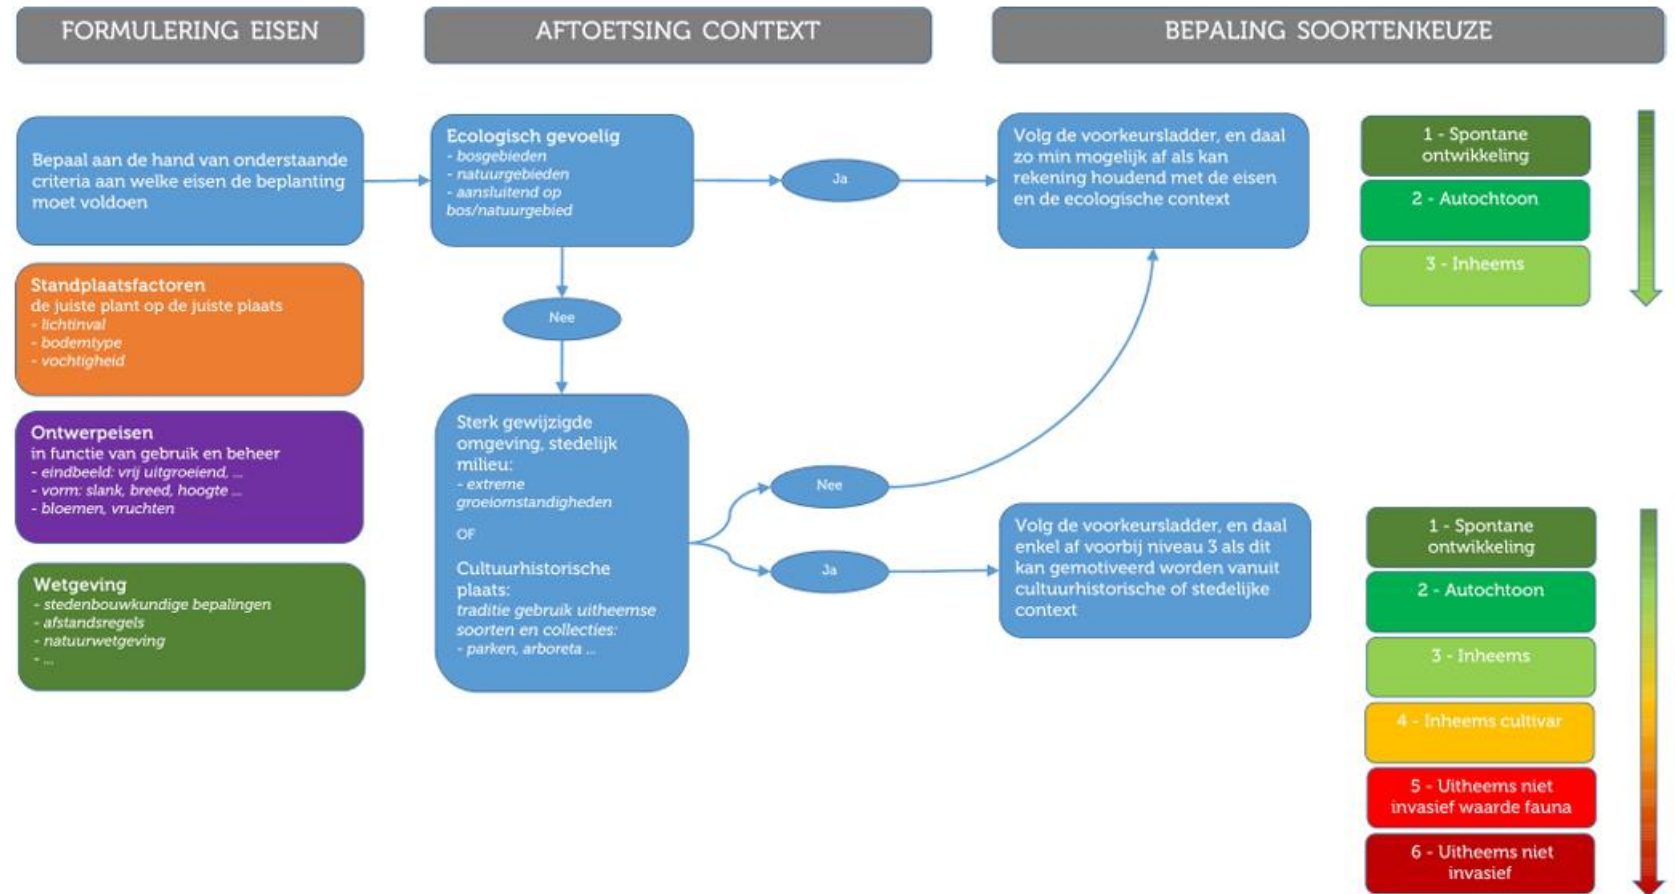 FORMULERING EISEN
AFTOETSING CONTEXT
BEPALING SOORTENKEUZE
Bepaal aan de hand van onderstaande
criteria aan welke eisen de beplanting
moet voldoen
Standplaatsfactoren
de juiste plant op de juiste plaats
- lichtinval
- bodemtype
- vochtigheid
Ontwerpeisen
in functie van gebruik en beheer
- eindbeeld: vrij uitgroeiend, ...
- vorm: slank, breed, hoogte ...
- bloemen, vruchten
Wetgeving
- stedenbouwkundige bepalingen
- afstandsregels
- natuurwetgeving
- ...
Ecologisch gevoelig
- bosgebieden
- natuurgebieden
- aansluitend op
bos/natuurgebied
Ja
Nee
Sterk gewijzigde
omgeving, stedelijk
milieu:
- extreme
groeiomstandigheden
OF
Cultuurhistorische
plaats:
traditie gebruik uitheemse
soorten en collecties:
- parken, arboreta ...
Nee
Ja
Volg de voorkeursladder, en daal
zo min mogelijk af als kan
rekening houdend met de eisen
en de ecologische context
1 - Spontane
ontwikkeling
2 - Autochtoon
3 - Inheems
Volg de voorkeursladder, en daal
enkel af voorbij niveau 3 als dit
kan gemotiveerd worden vanuit
cultuurhistorische of stedelijke
context
1 - Spontane
ontwikkeling
2 - Autochtoon
3 - Inheems
4 - Inheems cultivar
5 - Uitheems niet
invasief waarde fauna
6 - Uitheems niet
invasief